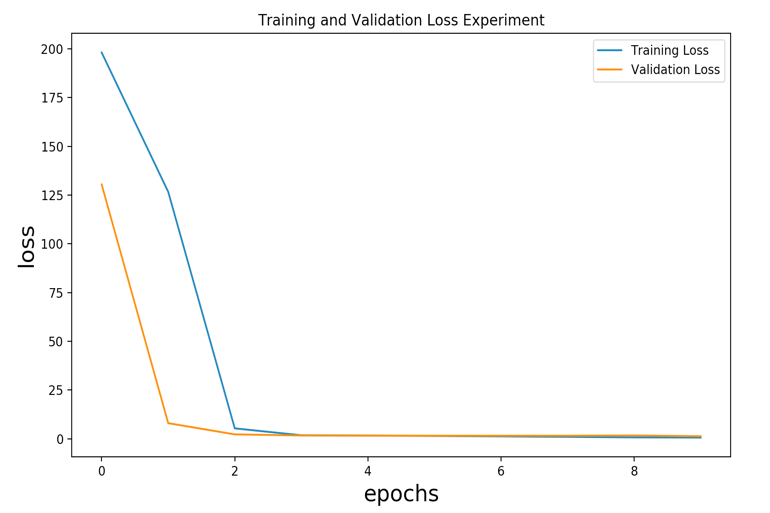 Training and Validation Loss Experiment
Training Loss
Validation Loss
200
175
150
125
100
75
50
25
0
loss
0 2 4 6 8
epochs